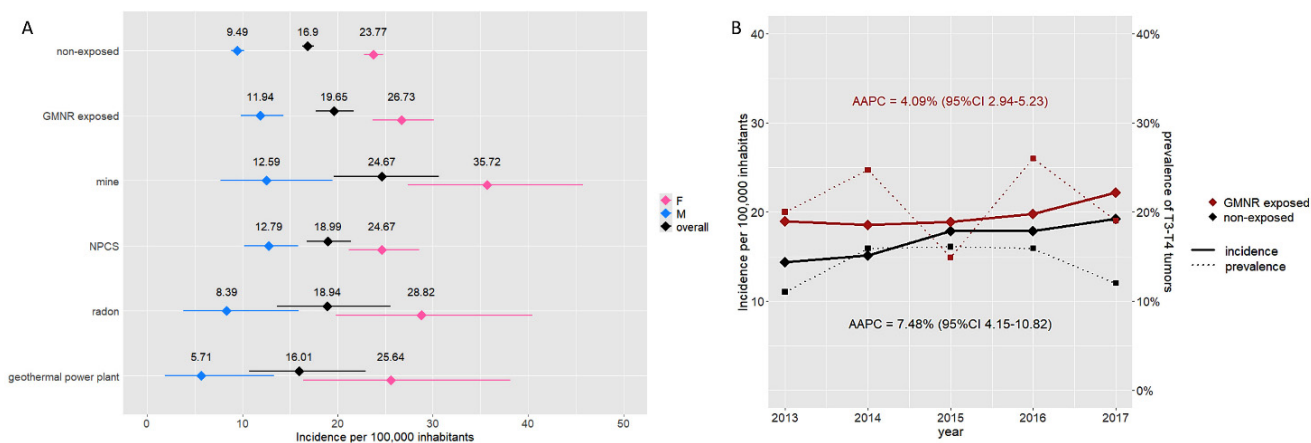 A
non-exposed
9.49 16.9 23.77
GMNR exposed
11.94 19.65 26.73
mine
12.59 24.67 35.72
NPCS
12.79 18.99 24.67
radon
8.39 18.94 28.82
geothermal power plant
5.71 16.01 25.64
0 10 20 30 40 50
Incidence per 100,000 inhabitants
F
M
overall
B
40
30
20
10
Incidence per 100,000 inhabitants
AAPC = 4.09% (95%CI 2.94-5.23)
AAPC = 7.48% (95%CI 4.15-10.82)
40%
30%
20%
10%
0%
prevalence of T3-T4 tumors
2013 2014 2015 2016 2017
year
GMNR exposed
non-exposed
incidence
prevalence